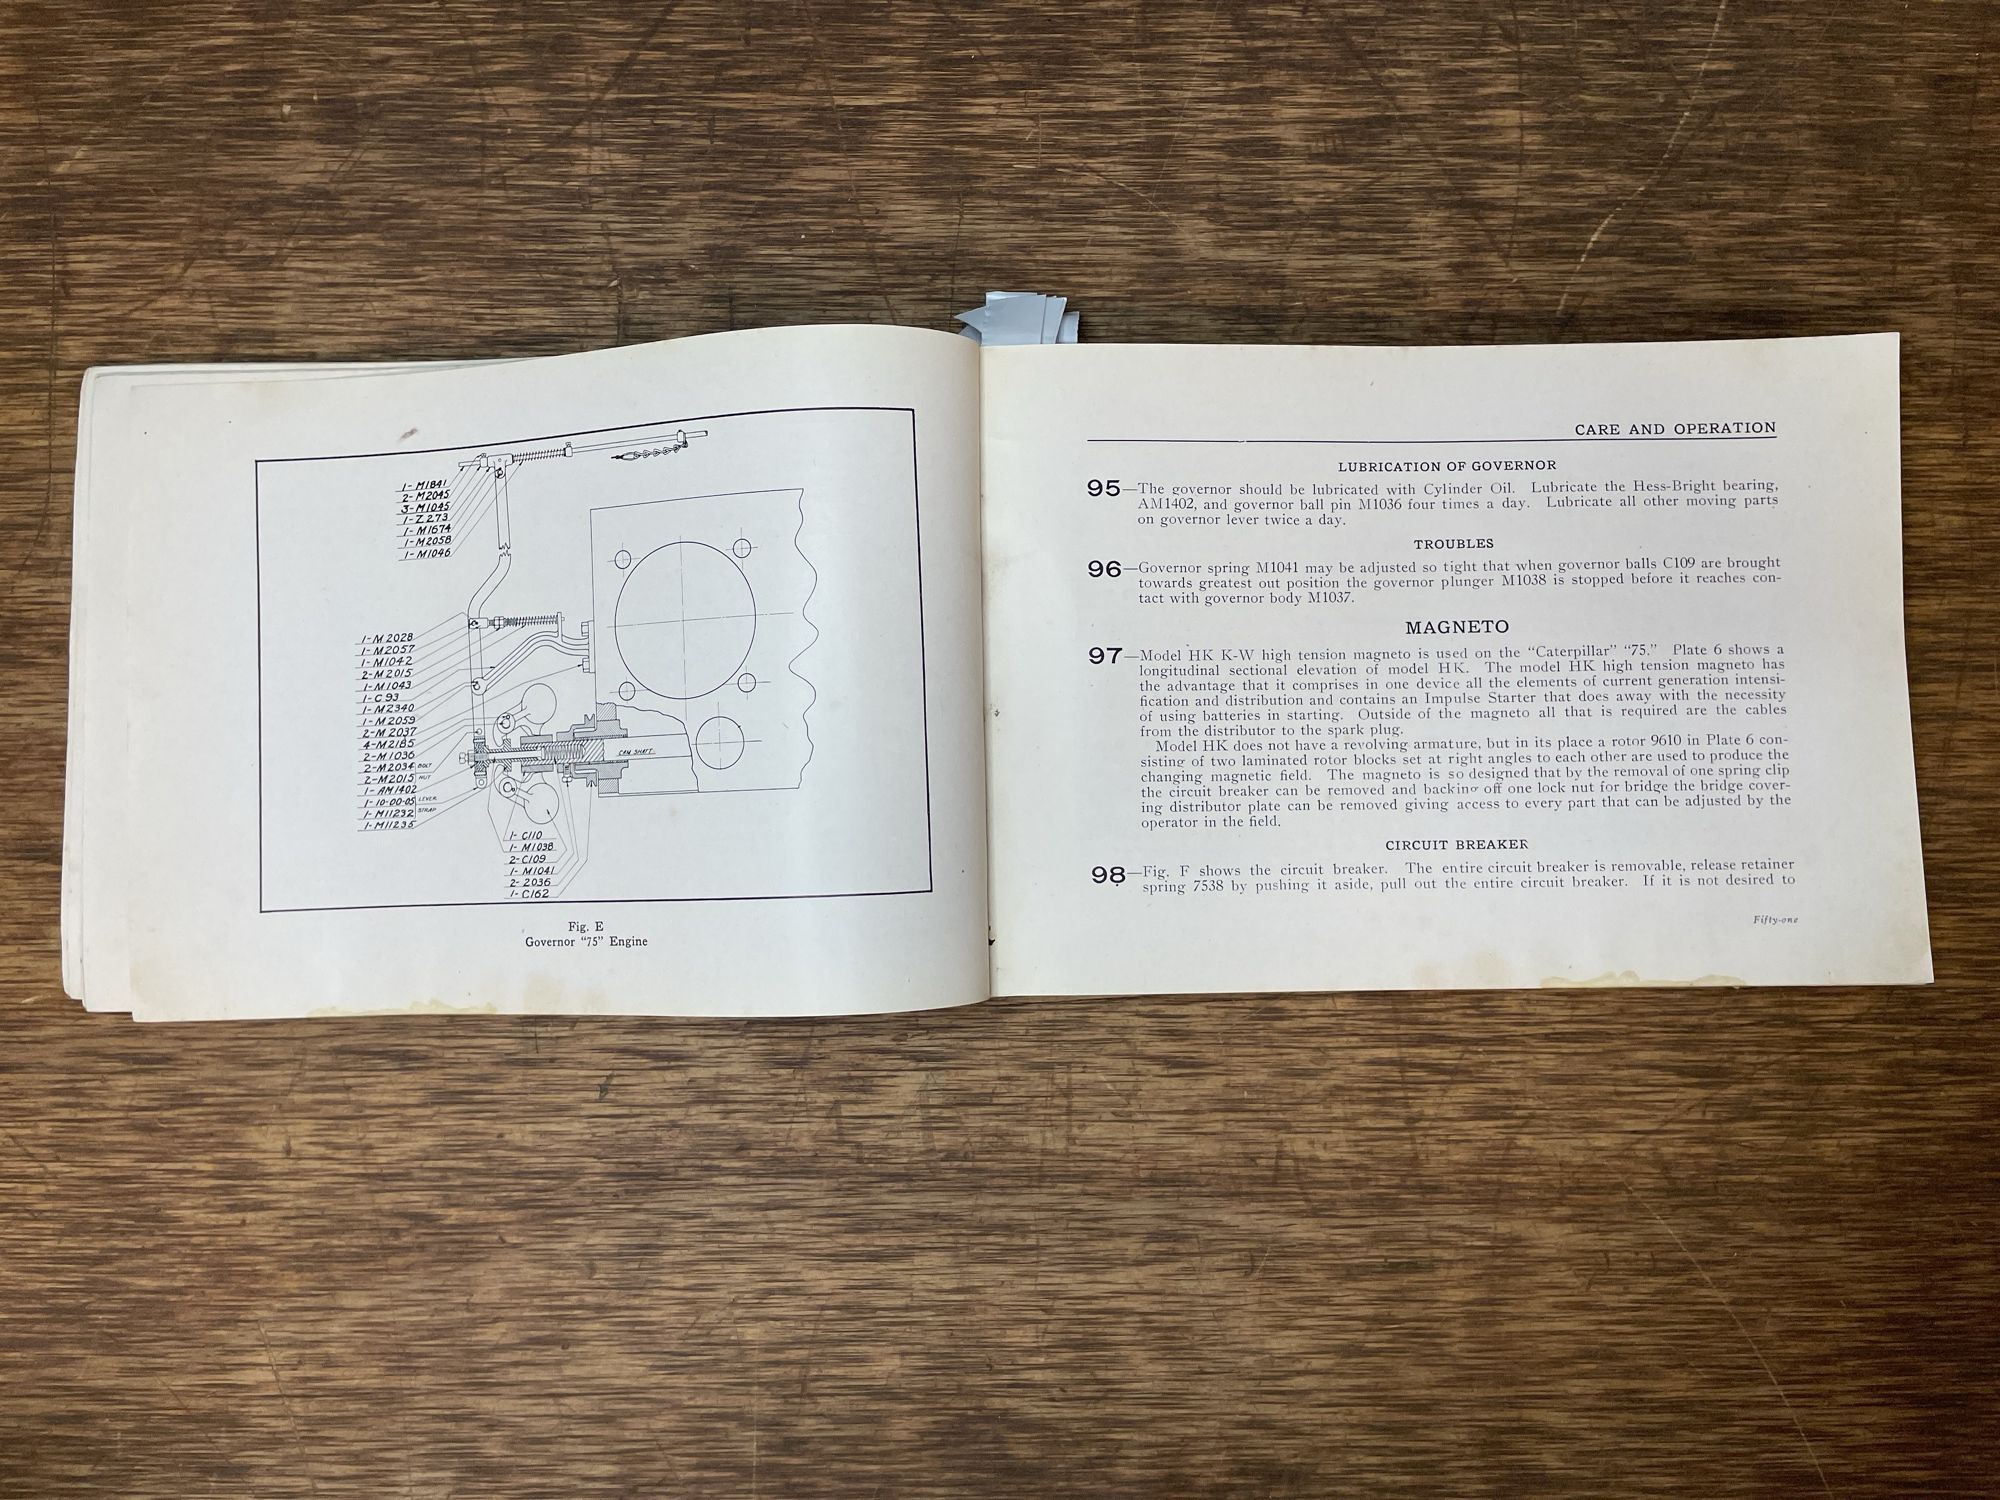 1- M1841
2- M2045
3- M1045
1- Z 273
1- M1674
1- M2058
1- M1046
1- M 2028
1- M2057
1- M1042
2- M 2015
1- M1043
1- C 93
1- M2340
1- M2059
2- M 2037
4- M2185
2- M1036
2- M2034 BOLT
2- M2015 NUT
1- AM1402
1- 10-00-05 LEVER
1- M11232 STRAP
1- M11235
CAM SHAFT
1- C110
1- M1038
2- C109
1- M1041
2- 2036
1- C162
Fig. E
Governor "75" Engine
CARE AND OPERATION
LUBRICATION OF GOVERNOR
95—The governor should be lubricated with Cylinder Oil. Lubricate the Hess-Bright bearing,
AM1402, and governor ball pin M1036 four times a day. Lubricate all other moving parts
on governor lever twice a day.
TROUBLES
96—Governor spring M1041 may be adjusted so tight that when governor balls C109 are brought
towards greatest out position the governor plunger M1038 is stopped before it reaches con-
tact with governor body M1037.
MAGNETO
97—Model HK K-W high tension magneto is used on the "Caterpillar" "75." Plate 6 shows a
longitudinal sectional elevation of model HK. The model HK high tension magneto has
the advantage that it comprises in one device all the elements of current generation intensi-
fication and distribution and contains an Impulse Starter that does away with the necessity
of using batteries in starting. Outside of the magneto all that is required are the cables
from the distributor to the spark plug.
Model HK does not have a revolving armature, but in its place a rotor 9610 in Plate 6 con-
sisting of two laminated rotor blocks set at right angles to each other are used to produce the
changing magnetic field. The magneto is so designed that by the removal of one spring clip
the circuit breaker can be removed and backing off one lock nut for bridge the bridge cover-
ing distributor plate can be removed giving access to every part that can be adjusted by the
operator in the field.
CIRCUIT BREAKER
98—Fig. F shows the circuit breaker. The entire circuit breaker is removable, release retainer
spring 7538 by pushing it aside, pull out the entire circuit breaker. If it is not desired to
Fifty-one